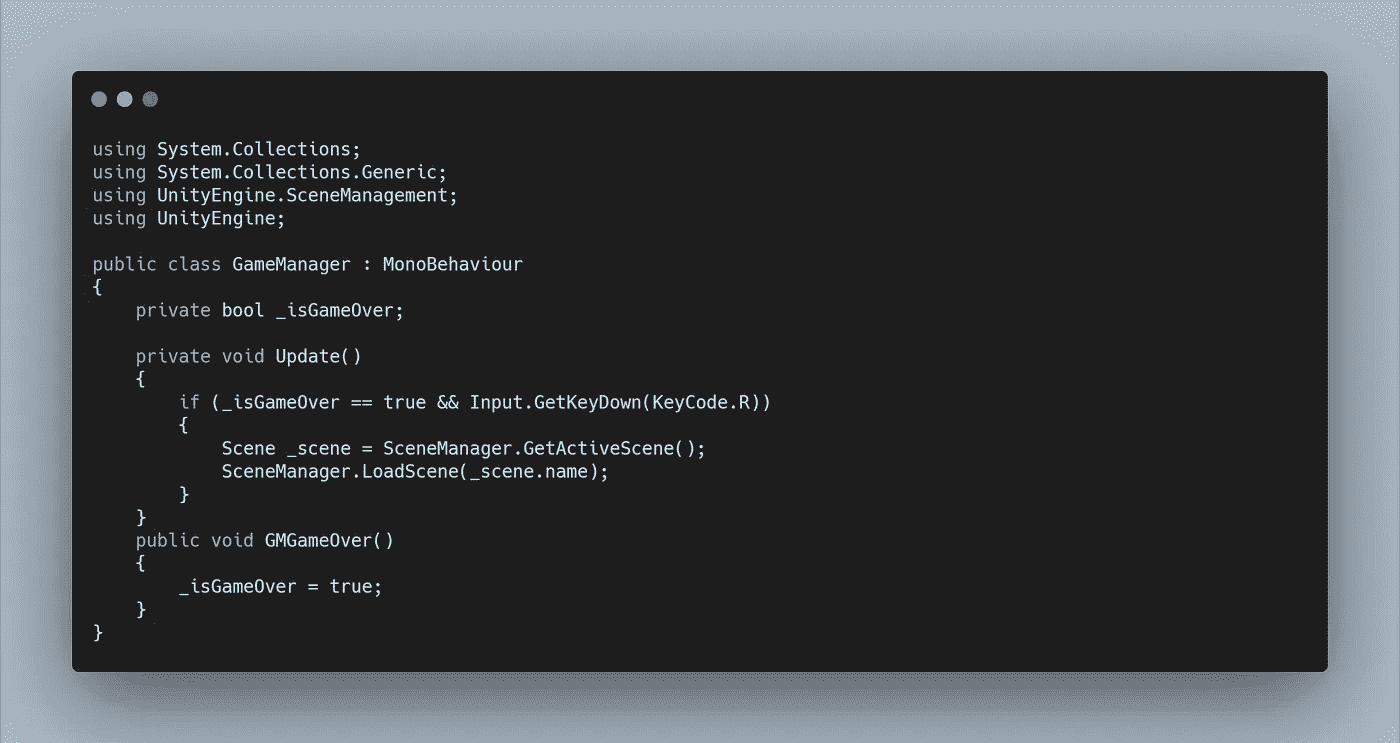 using System.Collections;
using System.Collections.Generic;
using UnityEngine.SceneManagement;
using UnityEngine;

public class GameManager : MonoBehaviour
{
    private bool _isGameOver;

    private void Update()
    {
        if (_isGameOver == true && Input.GetKeyDown(KeyCode.R))
        {
            Scene _scene = SceneManager.GetActiveScene();
            SceneManager.LoadScene(_scene.name);
        }
    }
    public void GMGameOver()
    {
        _isGameOver = true;
    }
}